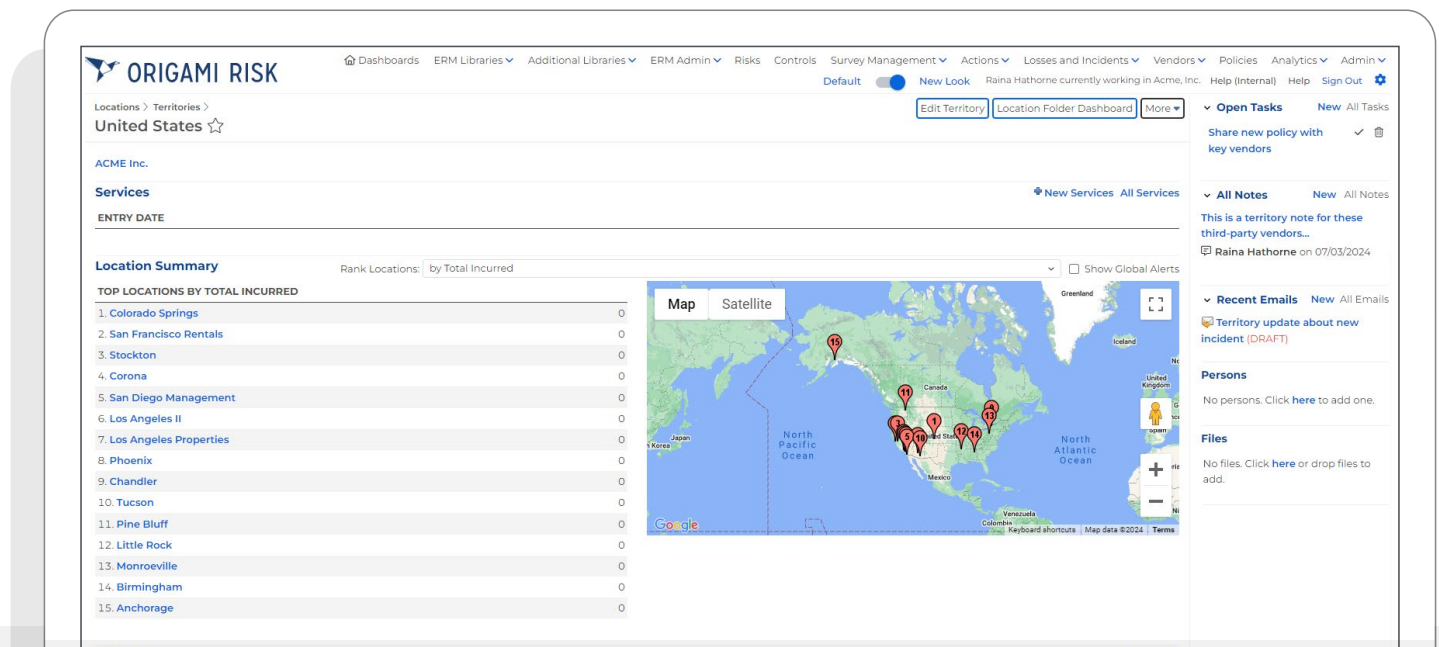 ORIGAMI RISK
Dashboards ERM Libraries Additional Libraries ERM Admin Risks Controls Survey Management Actions Losses and Incidents Vendors Policies Analytics Admin
Default New Look Raina Hathorne currently working in Acme, Inc. Help (Internal) Help Sign Out
Locations > Territories >
United States
Edit Territory Location Folder Dashboard More
ACME Inc.
Services
New Services All Services
ENTRY DATE
Location Summary
Rank Locations: by Total Incurred
Show Global Alerts
TOP LOCATIONS BY TOTAL INCURRED
1. Colorado Springs 0
2. San Francisco Rentals 0
3. Stockton 0
4. Corona 0
5. San Diego Management 0
6. Los Angeles II 0
7. Los Angeles Properties 0
8. Phoenix 0
9. Chandler 0
10. Tucson 0
11. Pine Bluff 0
12. Little Rock 0
13. Monroeville 0
14. Birmingham 0
15. Anchorage 0
Map Satellite
Greenland
Iceland
15
United
Kingdom
Canada
11
13
3
1
5
10
12
14
Spain
Japan
Korea
North
Pacific
Ocean
North
Atlantic
Ocean
Mexico
Venezuela
Colombia
Google
Keyboard shortcuts Map data ©2024 Terms
Open Tasks New All Tasks
Share new policy with
key vendors
All Notes New All Notes
This is a territory note for these
third-party vendors...
Raina Hathorne on 07/03/2024
Recent Emails New All Emails
Territory update about new
incident (DRAFT)
Persons
No persons. Click here to add one.
Files
No files. Click here or drop files to
add.